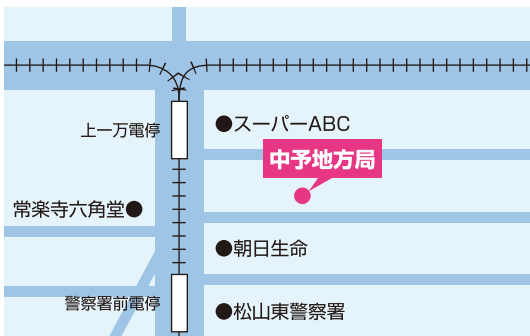 上一万電停
●スーパーABC
中予地方局
常楽寺六角堂●
●朝日生命
警察署前電停
●松山東警察署